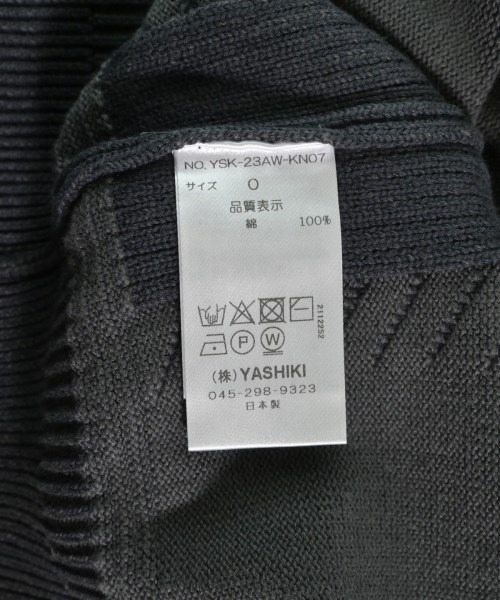 NO. YSK-23AW-KN07
サイズ 0
品質表示
綿 100%
2112252
P W
(株) YASHIKI
045-298-9323
日本製